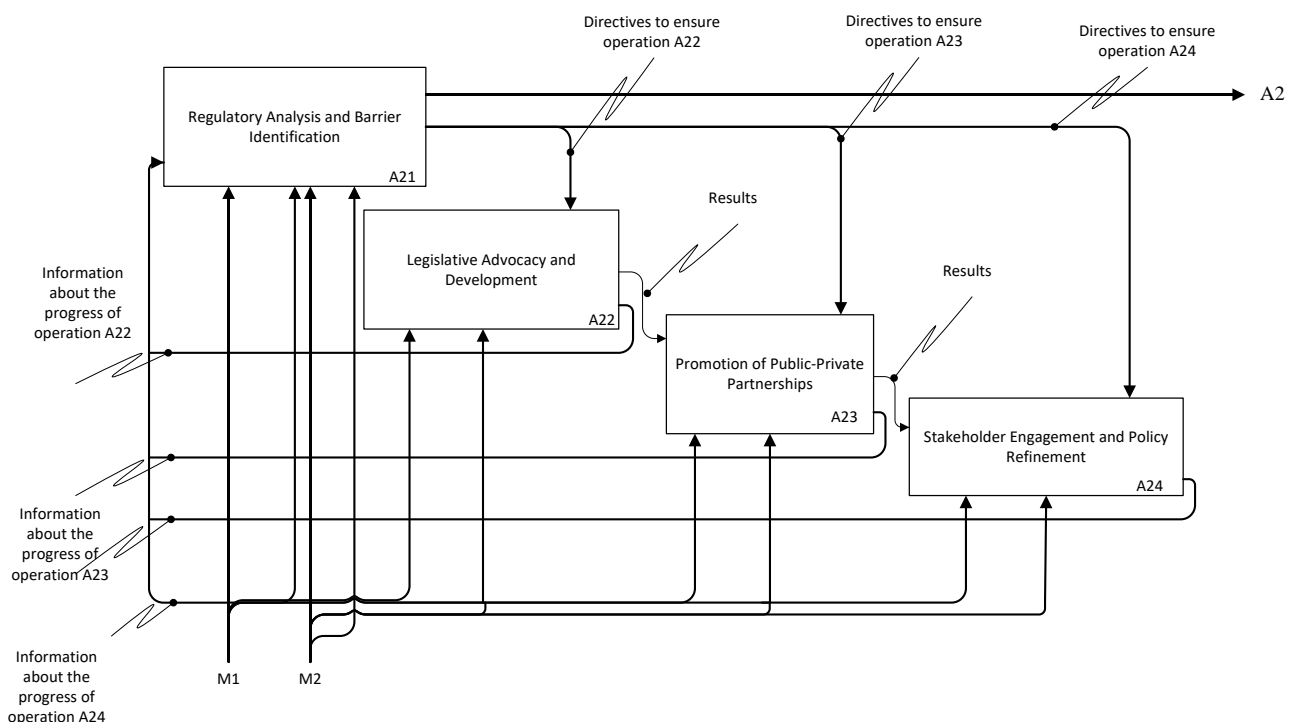 Directives to ensure
operation A22
Directives to ensure
operation A23
Directives to ensure
operation A24
A2
Regulatory Analysis and Barrier
Identification
A21
Results
Legislative Advocacy and
Development
A22
Information
about the
progress of
operation A22
Results
Promotion of Public-Private
Partnerships
A23
Stakeholder Engagement and Policy
Refinement
A24
Information
about the
progress of
operation A23
Information
about the
progress of
operation A24
M1
M2